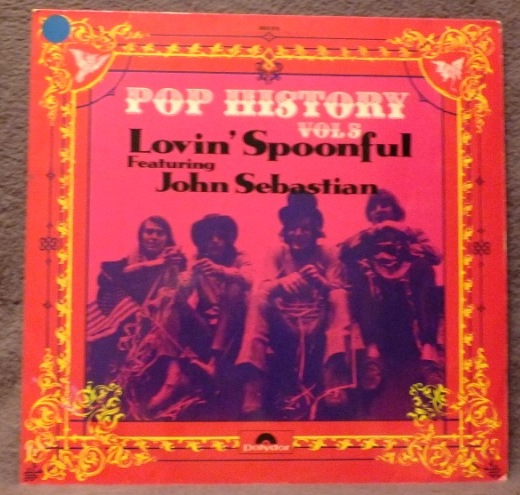 POP HISTORY
VOL 5
Lovin' Spoonful
Featuring
John Sebastian
Polydor